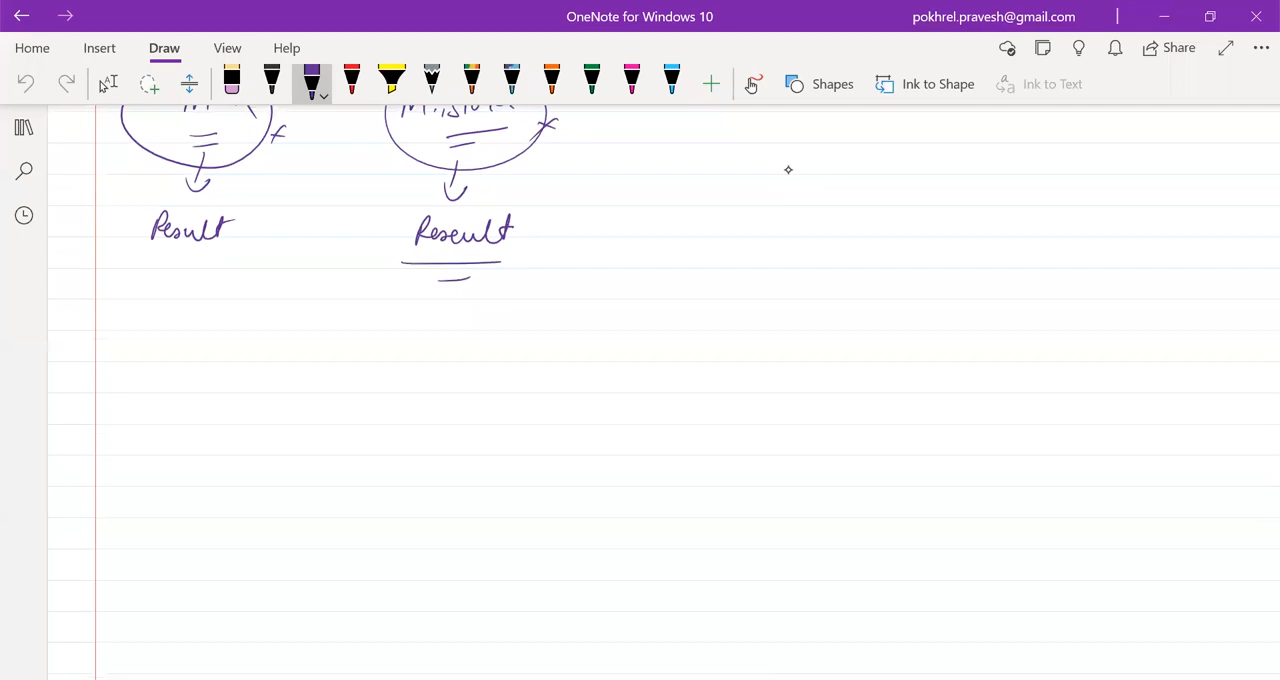 OneNote for Windows 10
pokhrel.pravesh@gmail.com
Home Insert Draw View Help
Share
Shapes Ink to Shape Ink to Text
Result Reseult